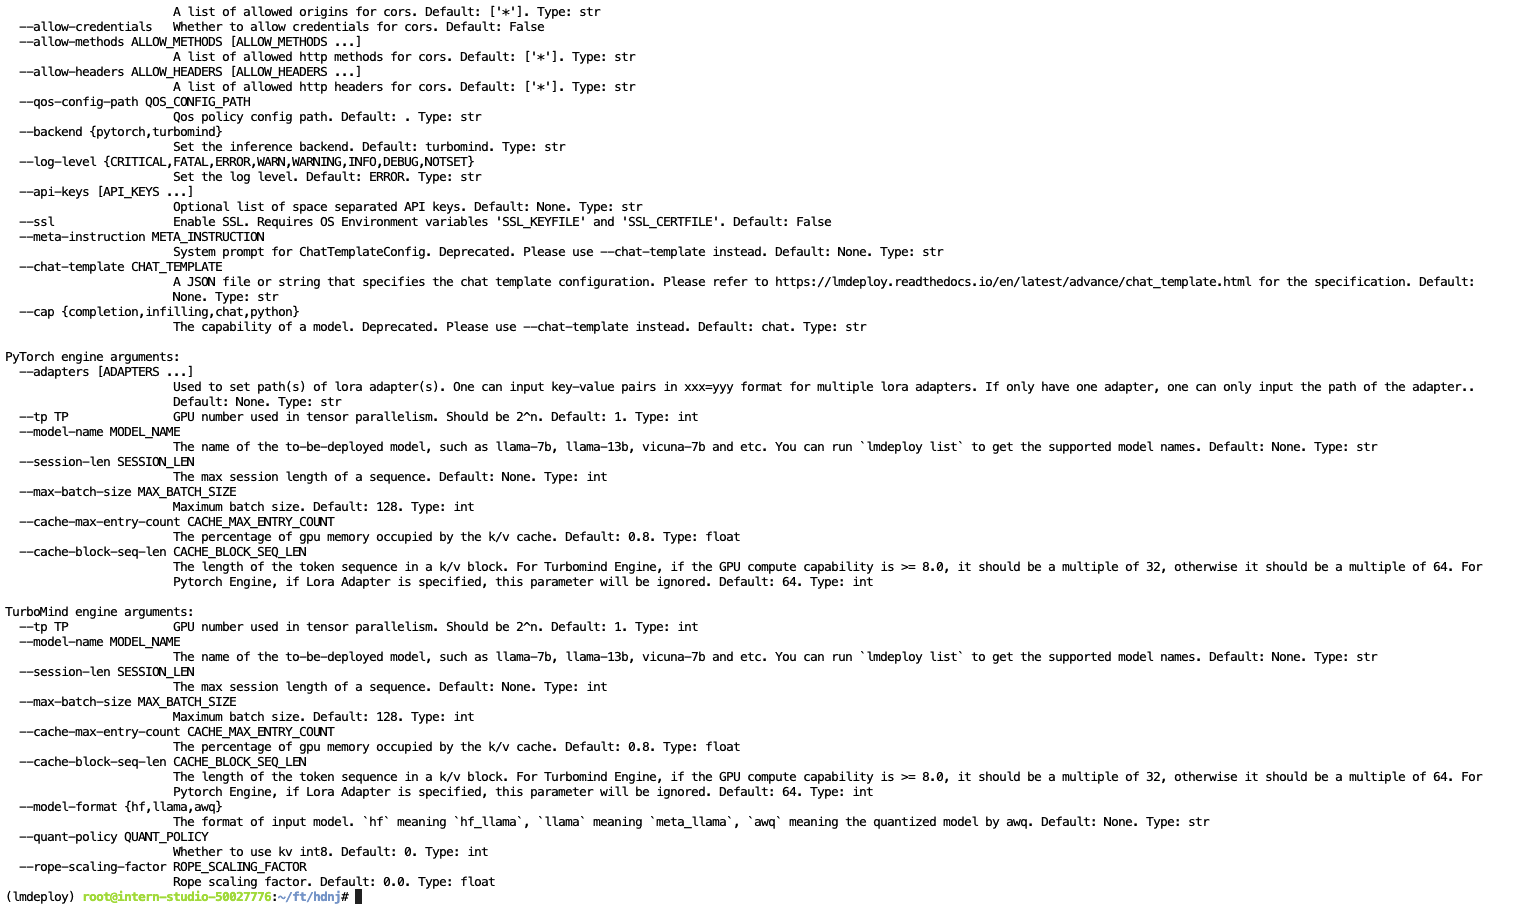 A list of allowed origins for cors. Default: ['*']. Type: str
--allow-credentials   Whether to allow credentials for cors. Default: False
--allow-methods ALLOW_METHODS [ALLOW_METHODS ...]
A list of allowed http methods for cors. Default: ['*']. Type: str
--allow-headers ALLOW_HEADERS [ALLOW_HEADERS ...]
A list of allowed http headers for cors. Default: ['*']. Type: str
--qos-config-path QOS_CONFIG_PATH
Qos policy config path. Default: . Type: str
--backend {pytorch,turbomind}
Set the inference backend. Default: turbomind. Type: str
--log-level {CRITICAL,FATAL,ERROR,WARN,WARNING,INFO,DEBUG,NOTSET}
Set the log level. Default: ERROR. Type: str
--api-keys [API_KEYS ...]
Optional list of space separated API keys. Default: None. Type: str
--ssl                 Enable SSL. Requires OS Environment variables 'SSL_KEYFILE' and 'SSL_CERTFILE'. Default: False
--meta-instruction META_INSTRUCTION
System prompt for ChatTemplateConfig. Deprecated. Please use --chat-template instead. Default: None. Type: str
--chat-template CHAT_TEMPLATE
A JSON file or string that specifies the chat template configuration. Please refer to https://lmdeploy.readthedocs.io/en/latest/advance/chat_template.html for the specification. Default:
None. Type: str
--cap {completion,infilling,chat,python}
The capability of a model. Deprecated. Please use --chat-template instead. Default: chat. Type: str
PyTorch engine arguments:
--adapters [ADAPTERS ...]
Used to set path(s) of lora adapter(s). One can input key-value pairs in xxx=yyy format for multiple lora adapters. If only have one adapter, one can only input the path of the adapter..
Default: None. Type: str
--tp TP               GPU number used in tensor parallelism. Should be 2^n. Default: 1. Type: int
--model-name MODEL_NAME
The name of the to-be-deployed model, such as llama-7b, llama-13b, vicuna-7b and etc. You can run `lmdeploy list` to get the supported model names. Default: None. Type: str
--session-len SESSION_LEN
The max session length of a sequence. Default: None. Type: int
--max-batch-size MAX_BATCH_SIZE
Maximum batch size. Default: 128. Type: int
--cache-max-entry-count CACHE_MAX_ENTRY_COUNT
The percentage of gpu memory occupied by the k/v cache. Default: 0.8. Type: float
--cache-block-seq-len CACHE_BLOCK_SEQ_LEN
The length of the token sequence in a k/v block. For Turbomind Engine, if the GPU compute capability is >= 8.0, it should be a multiple of 32, otherwise it should be a multiple of 64. For
Pytorch Engine, if Lora Adapter is specified, this parameter will be ignored. Default: 64. Type: int
TurboMind engine arguments:
--tp TP               GPU number used in tensor parallelism. Should be 2^n. Default: 1. Type: int
--model-name MODEL_NAME
The name of the to-be-deployed model, such as llama-7b, llama-13b, vicuna-7b and etc. You can run `lmdeploy list` to get the supported model names. Default: None. Type: str
--session-len SESSION_LEN
The max session length of a sequence. Default: None. Type: int
--max-batch-size MAX_BATCH_SIZE
Maximum batch size. Default: 128. Type: int
--cache-max-entry-count CACHE_MAX_ENTRY_COUNT
The percentage of gpu memory occupied by the k/v cache. Default: 0.8. Type: float
--cache-block-seq-len CACHE_BLOCK_SEQ_LEN
The length of the token sequence in a k/v block. For Turbomind Engine, if the GPU compute capability is >= 8.0, it should be a multiple of 32, otherwise it should be a multiple of 64. For
Pytorch Engine, if Lora Adapter is specified, this parameter will be ignored. Default: 64. Type: int
--model-format {hf,llama,awq}
The format of input model. `hf` meaning `hf_llama`, `llama` meaning `meta_llama`, `awq` meaning the quantized model by awq. Default: None. Type: str
--quant-policy QUANT_POLICY
Whether to use kv int8. Default: 0. Type: int
--rope-scaling-factor ROPE_SCALING_FACTOR
Rope scaling factor. Default: 0.0. Type: float
(lmdeploy) root@intern-studio-50027776:~/ft/hdnj#